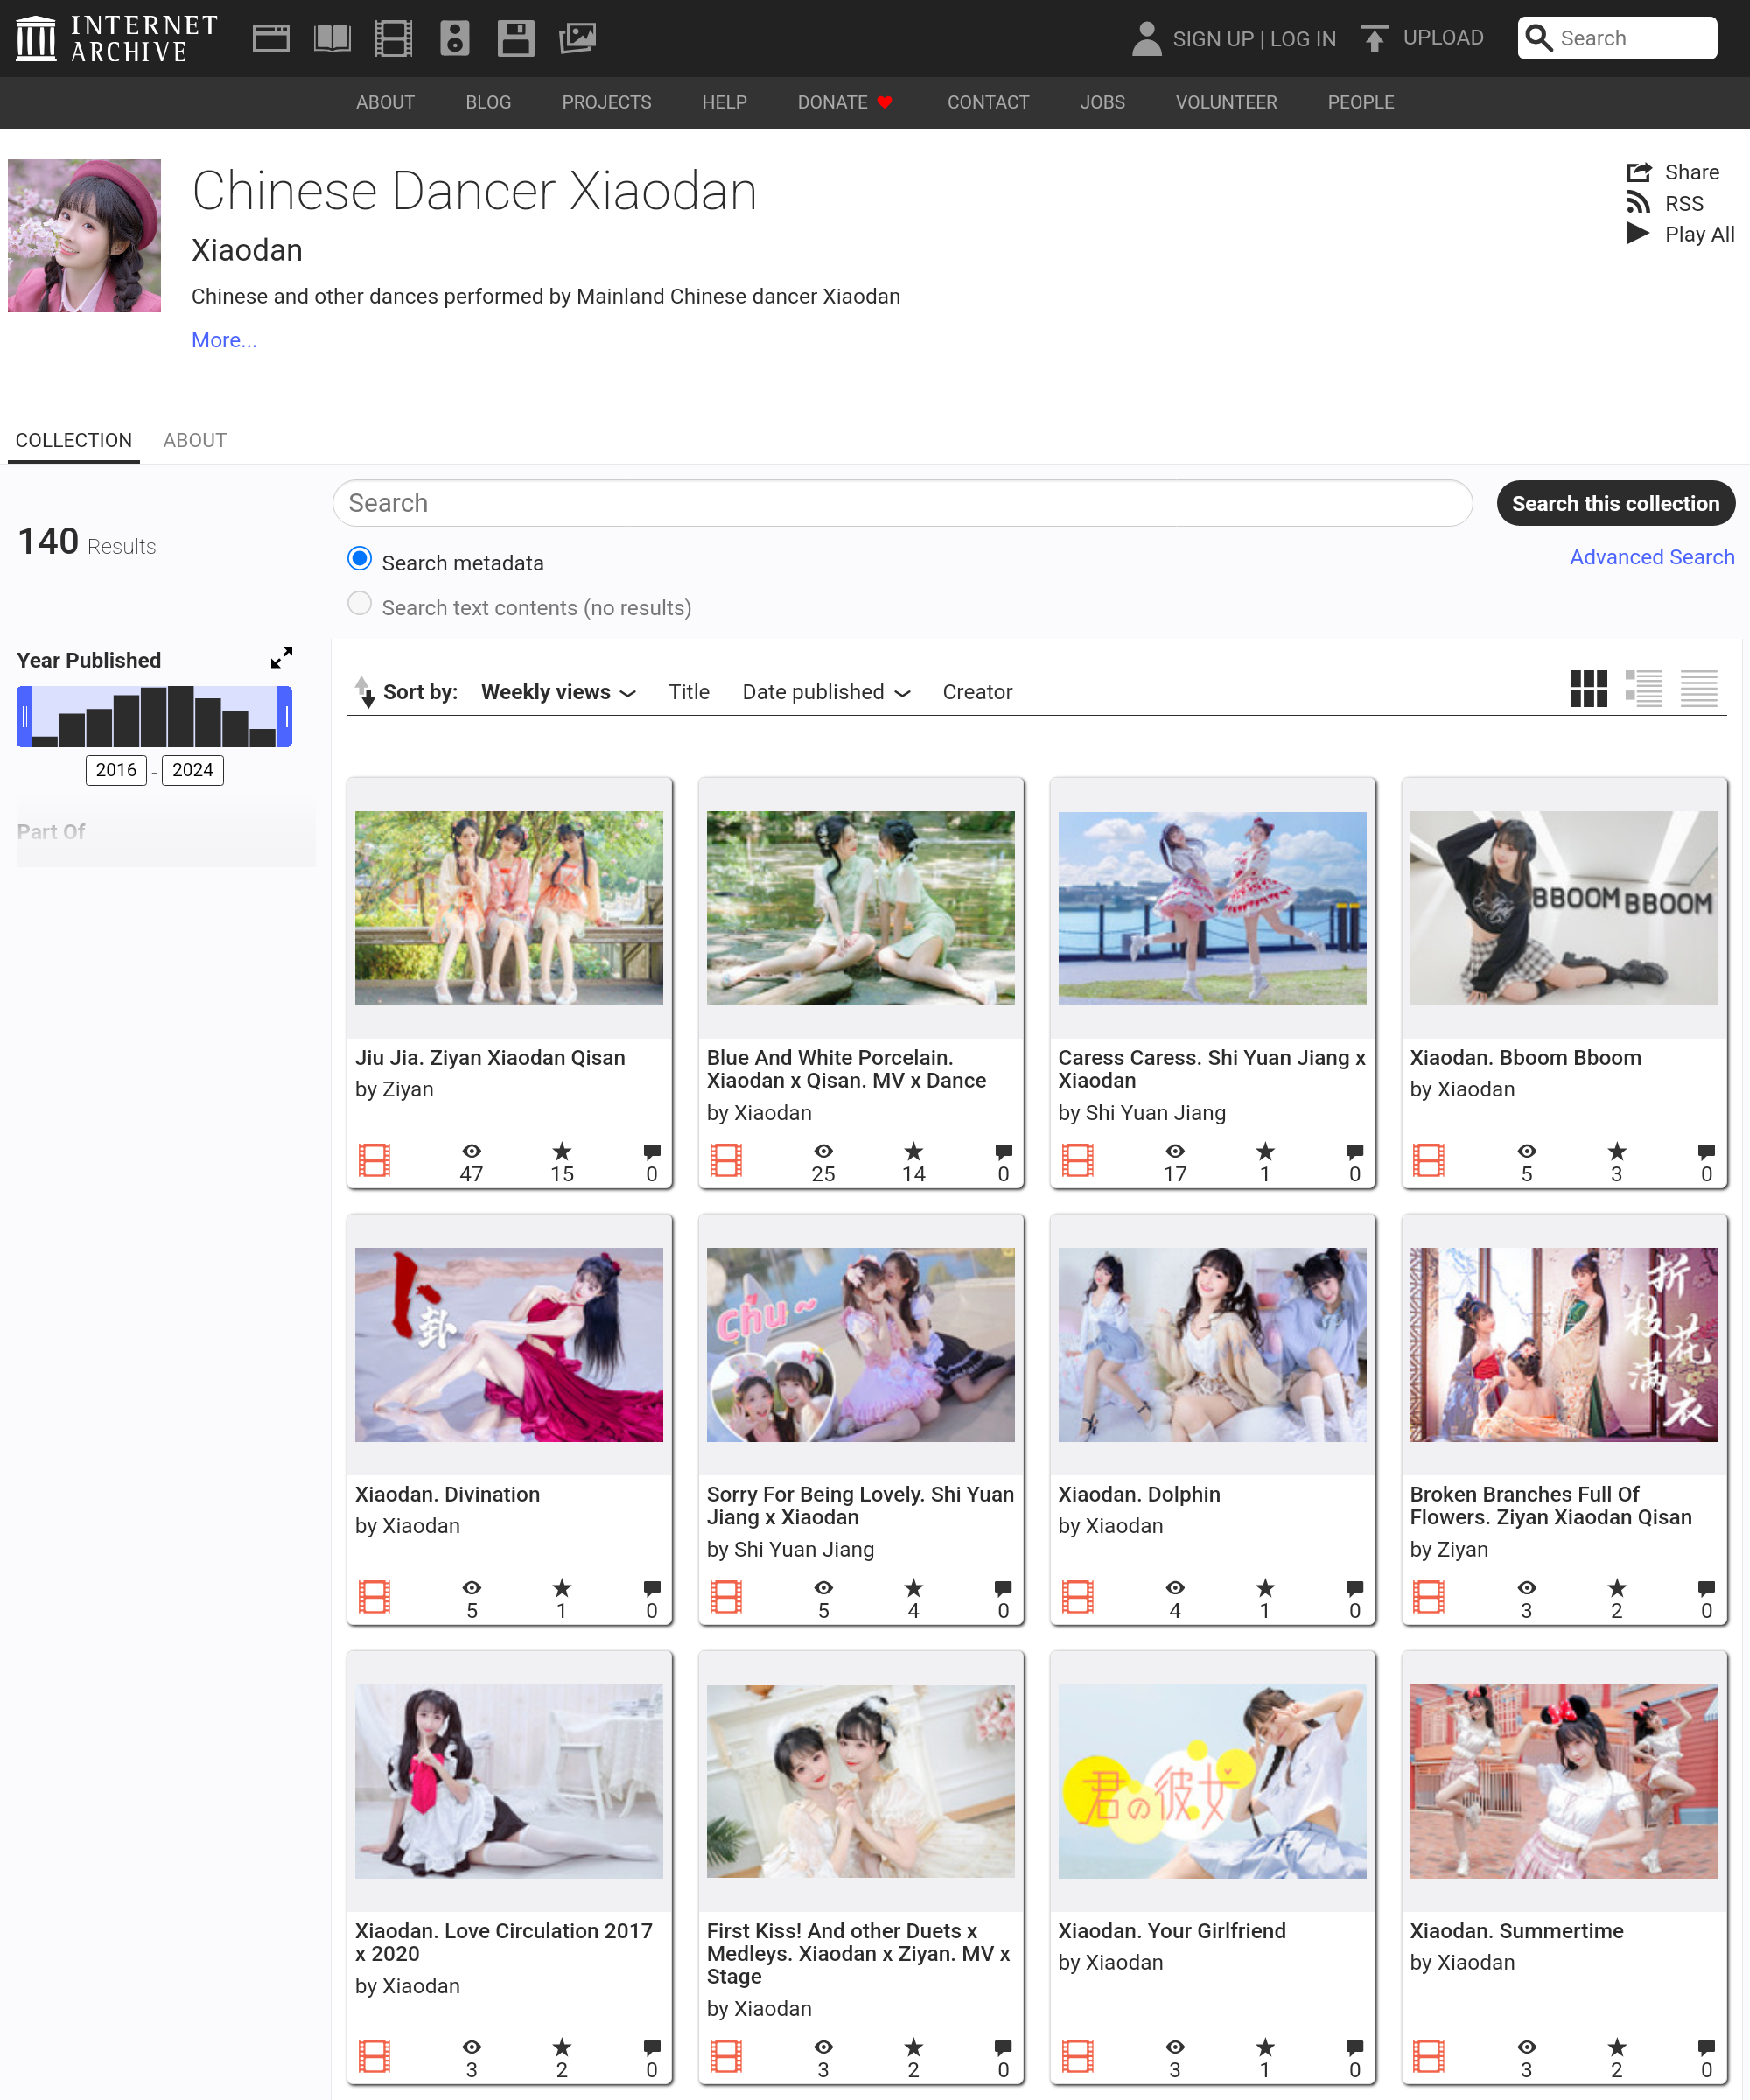 INTERNET
ARCHIVE
SIGN UP | LOG IN
UPLOAD
Search
ABOUT
BLOG
PROJECTS
HELP
DONATE
CONTACT
JOBS
VOLUNTEER
PEOPLE
Chinese Dancer Xiaodan
Xiaodan
Chinese and other dances performed by Mainland Chinese dancer Xiaodan
More...
Share
RSS
Play All
COLLECTION
ABOUT
140 Results
Search
Search this collection
Search metadata
Advanced Search
Search text contents (no results)
Year Published
2016 - 2024
Part Of
Sort by:
Weekly views
Title
Date published
Creator
BBOOM BBOOM
Jiu Jia. Ziyan Xiaodan Qisan
by Ziyan
47
15
0
Blue And White Porcelain.
Xiaodan x Qisan. MV x Dance
by Xiaodan
25
14
0
Caress Caress. Shi Yuan Jiang x
Xiaodan
by Shi Yuan Jiang
17
1
0
Xiaodan. Bboom Bboom
by Xiaodan
5
3
0
卜
卦
Xiaodan. Divination
by Xiaodan
5
1
0
chu~
Sorry For Being Lovely. Shi Yuan
Jiang x Xiaodan
by Shi Yuan Jiang
5
4
0
Xiaodan. Dolphin
by Xiaodan
4
1
0
折
枝花
满衣
Broken Branches Full Of
Flowers. Ziyan Xiaodan Qisan
by Ziyan
3
2
0
Xiaodan. Love Circulation 2017
x 2020
by Xiaodan
3
2
0
First Kiss! And other Duets x
Medleys. Xiaodan x Ziyan. MV x
Stage
by Xiaodan
3
2
0
君の彼女
Xiaodan. Your Girlfriend
by Xiaodan
3
1
0
Xiaodan. Summertime
by Xiaodan
3
2
0